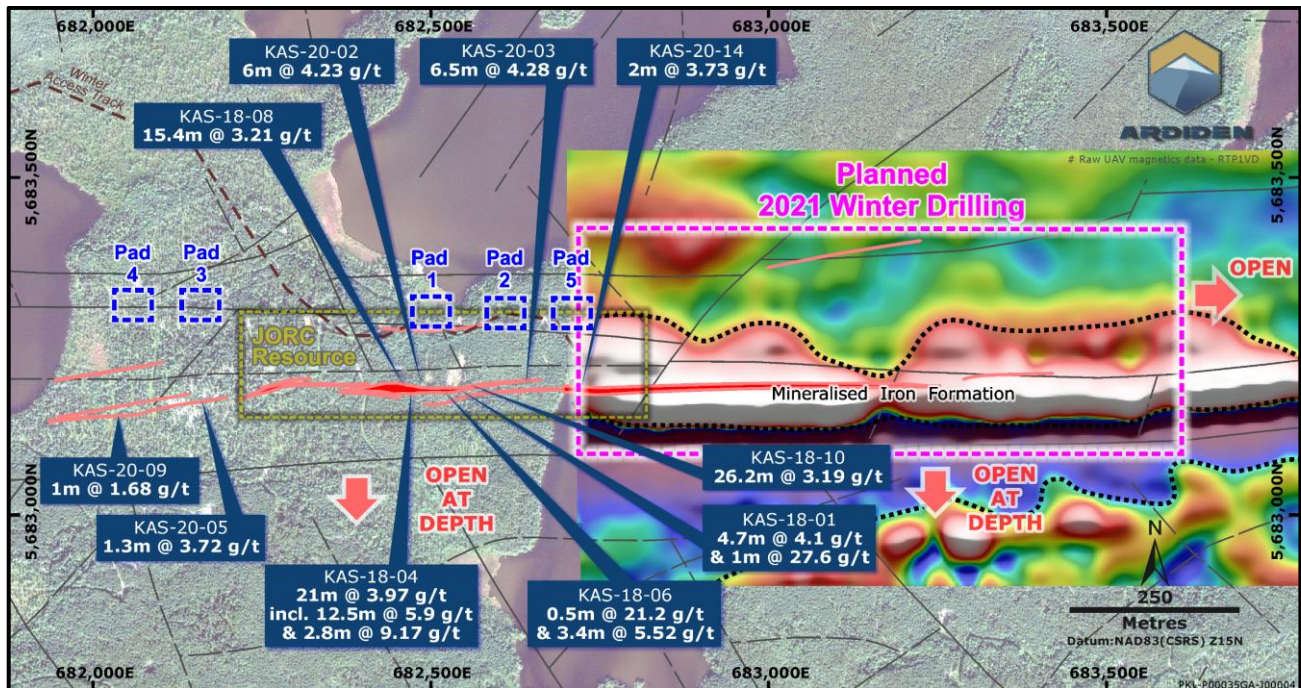 682,000E
682,500E
683,000E
683,500E
KAS-20-02
6m @ 4.23 g/t
KAS-20-03
6.5m @ 4.28 g/t
KAS-20-14
2m @ 3.73 g/t
Winter
Access Track
KAS-18-08
15.4m @ 3.21 g/t
ARDIDEN
# Raw UAV magnetics data - RTP1VD
5,683,500N
5,683,500N
Planned
2021 Winter Drilling
Pad
4
Pad
3
Pad
1
Pad
2
Pad
5
OPEN
JORC
Resource
Mineralised Iron Formation
KAS-20-09
1m @ 1.68 g/t
KAS-20-05
1.3m @ 3.72 g/t
OPEN
AT
DEPTH
KAS-18-10
26.2m @ 3.19 g/t
OPEN
AT
DEPTH
KAS-18-01
4.7m @ 4.1 g/t
& 1m @ 27.6 g/t
5,683,000N
5,683,000N
KAS-18-04
21m @ 3.97 g/t
incl. 12.5m @ 5.9 g/t
& 2.8m @ 9.17 g/t
KAS-18-06
0.5m @ 21.2 g/t
& 3.4m @ 5.52 g/t
N
250
Metres
Datum:NAD83(CSRS) Z15N
682,000E
682,500E
683,000E
683,500E
PKL-P00035GA-J00004